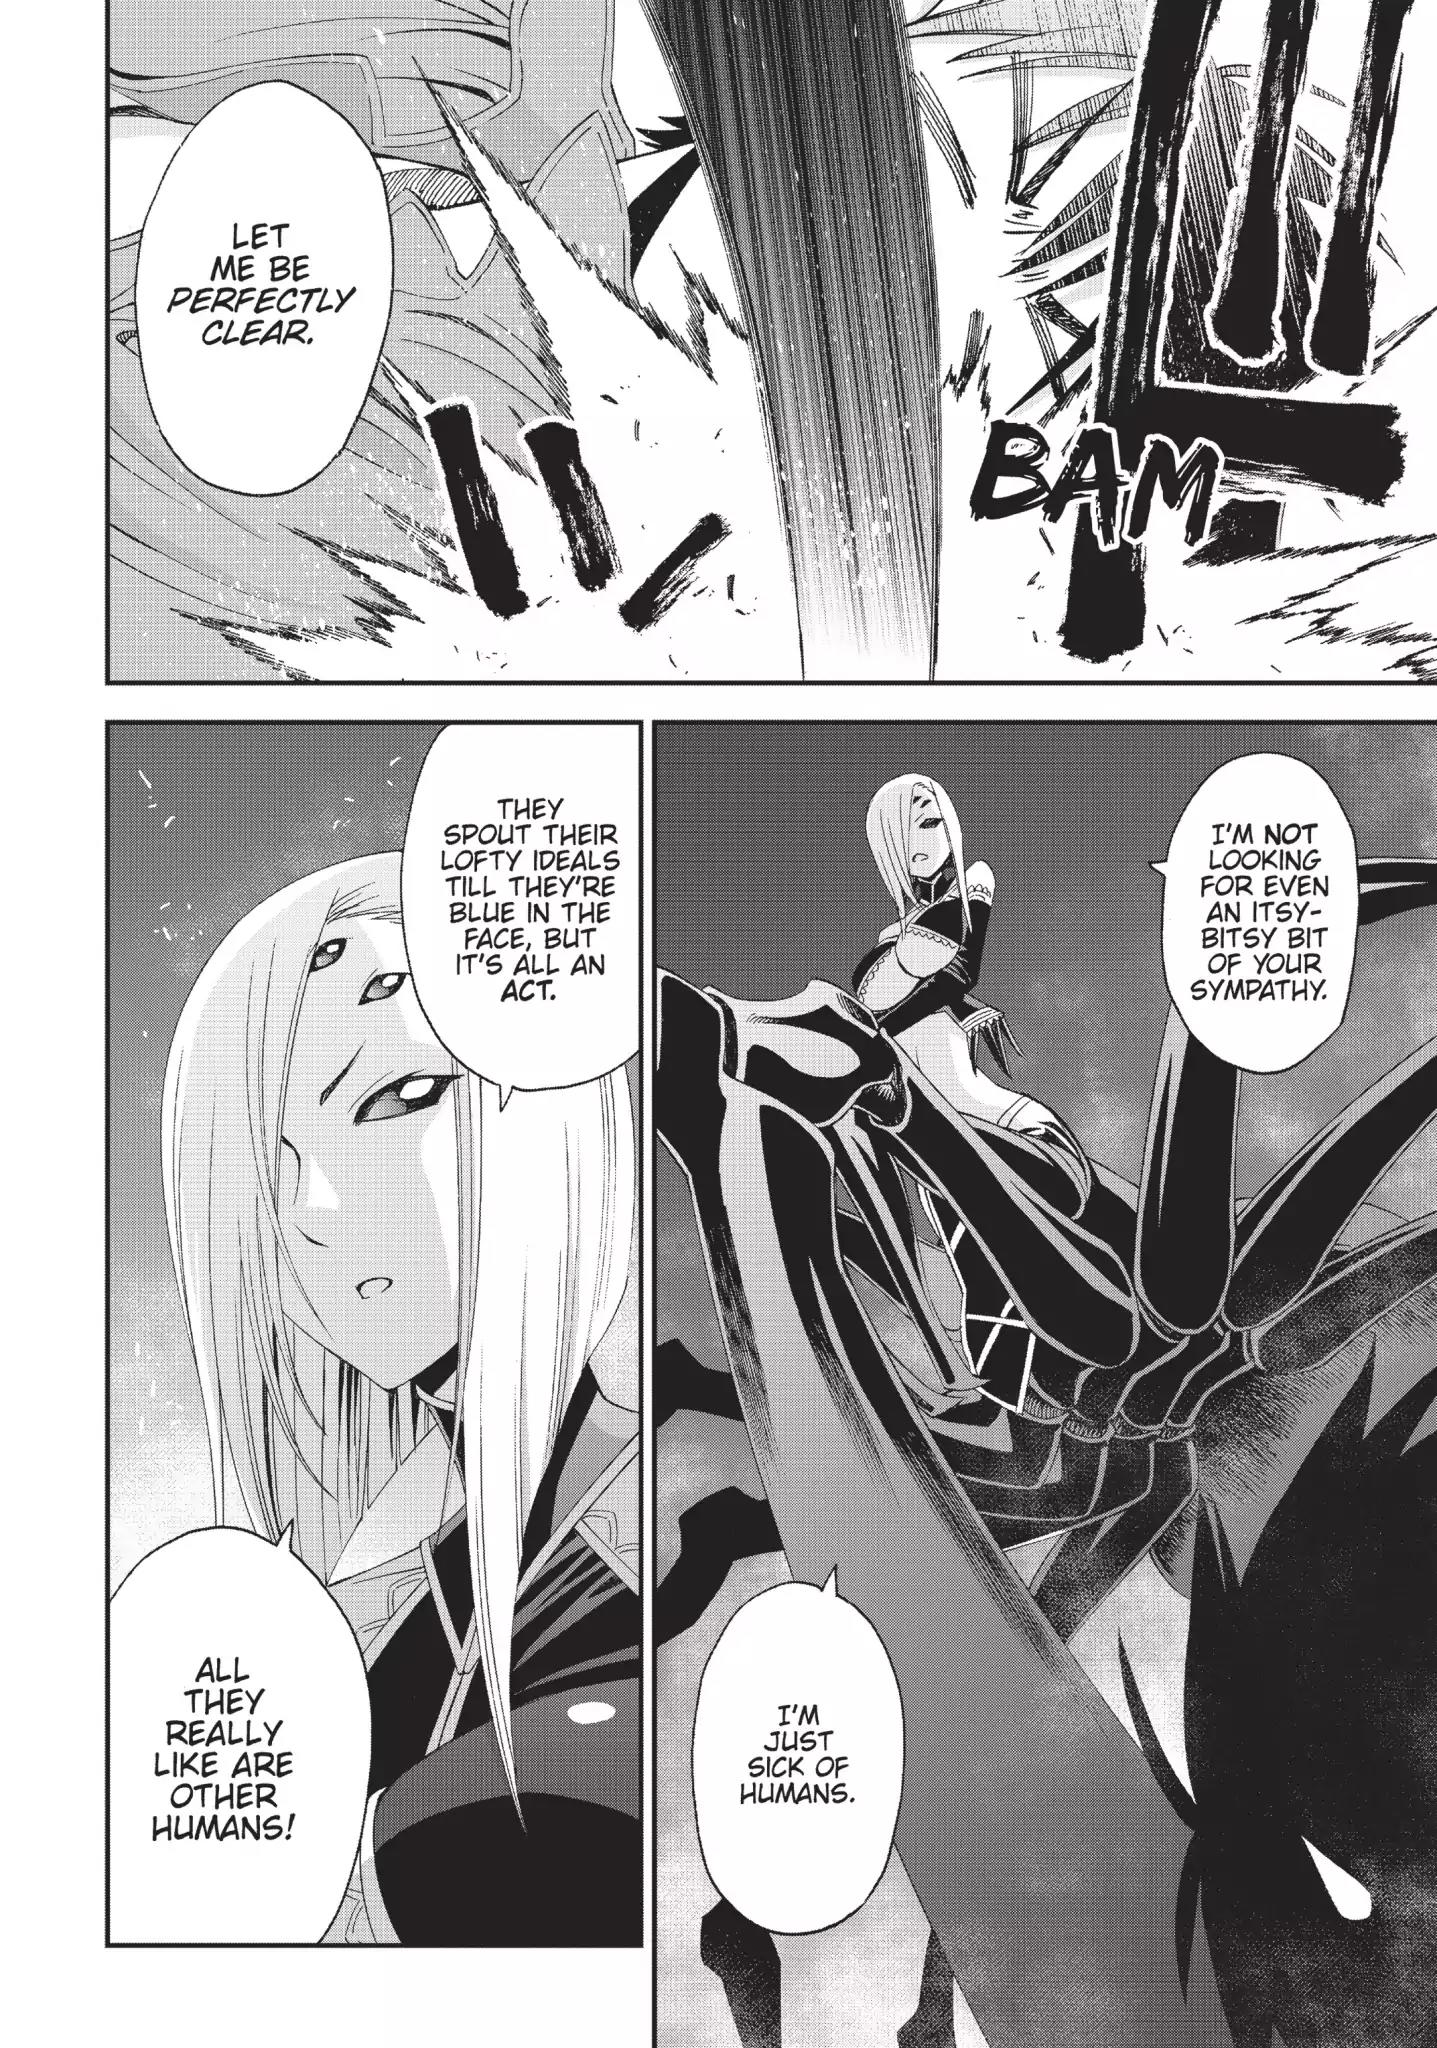 BAM
LET
ME BE
PERFECTLY
CLEAR.
I'M NOT
LOOKING
FOR EVEN
AN ITSY-
BITSY BIT
OF YOUR
SYMPATHY.
I'M
JUST
SICK OF
HUMANS.
THEY
SPOUT THEIR
LOFTY IDEALS
TILL THEY'RE
BLUE IN THE
FACE, BUT
IT'S ALL AN
ACT.
ALL
THEY
REALLY
LIKE ARE
OTHER
HUMANS!